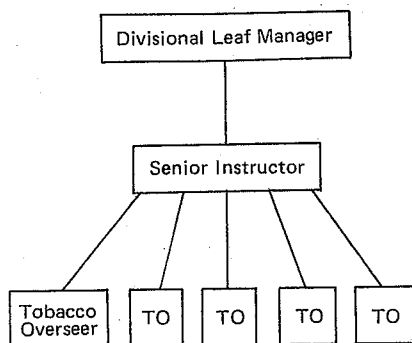 Divisional Leaf Manager
Senior Instructor
Tobacco
Overseer
TO
TO
TO
TO